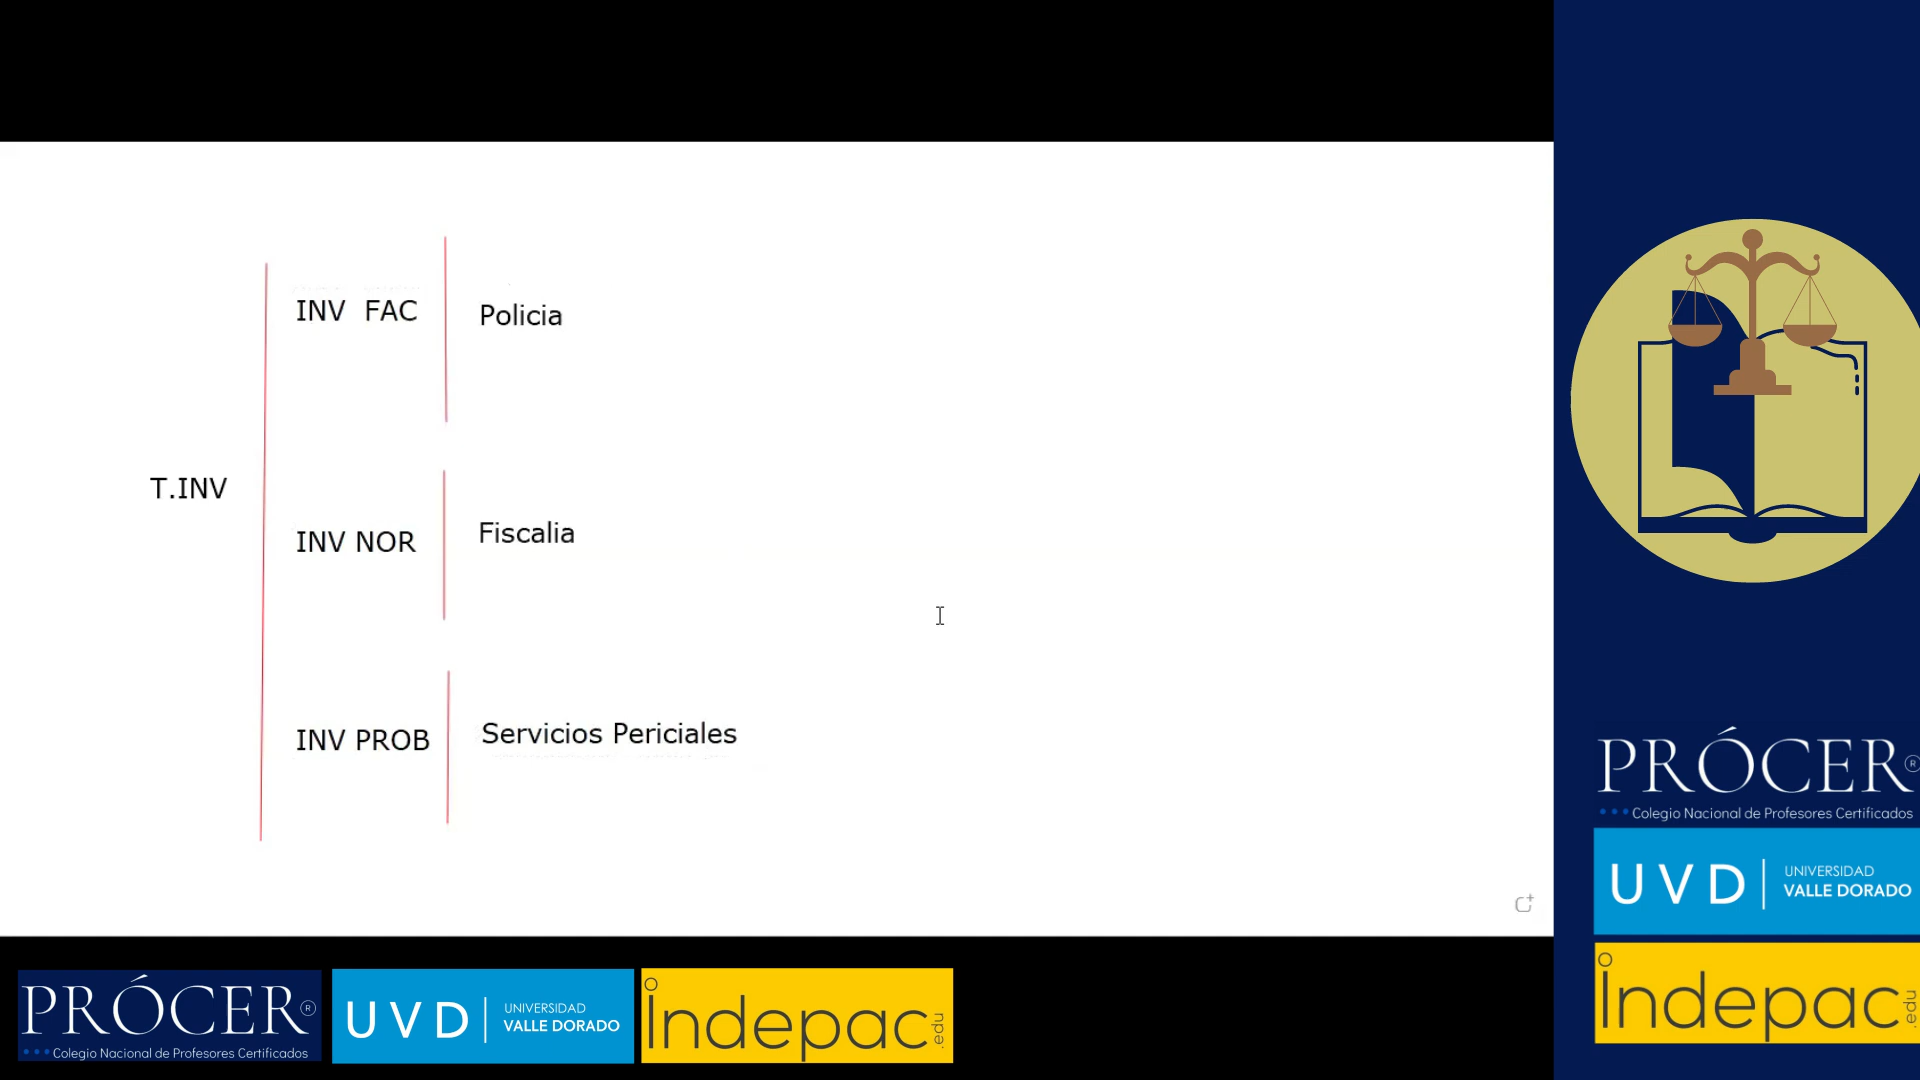 INV FAC
Policia
T.INV
INV NOR
Fiscalia
INV PROB
Servicios Periciales
PRÓCER®
Colegio Nacional de Profesores Certificados
UVD
UNIVERSIDAD
VALLE DORADO
indepac
.edu
PRÓCER®
Colegio Nacional de Profesores Certificados
UVD
UNIVERSIDAD
VALLE DORADO
indepac
.edu